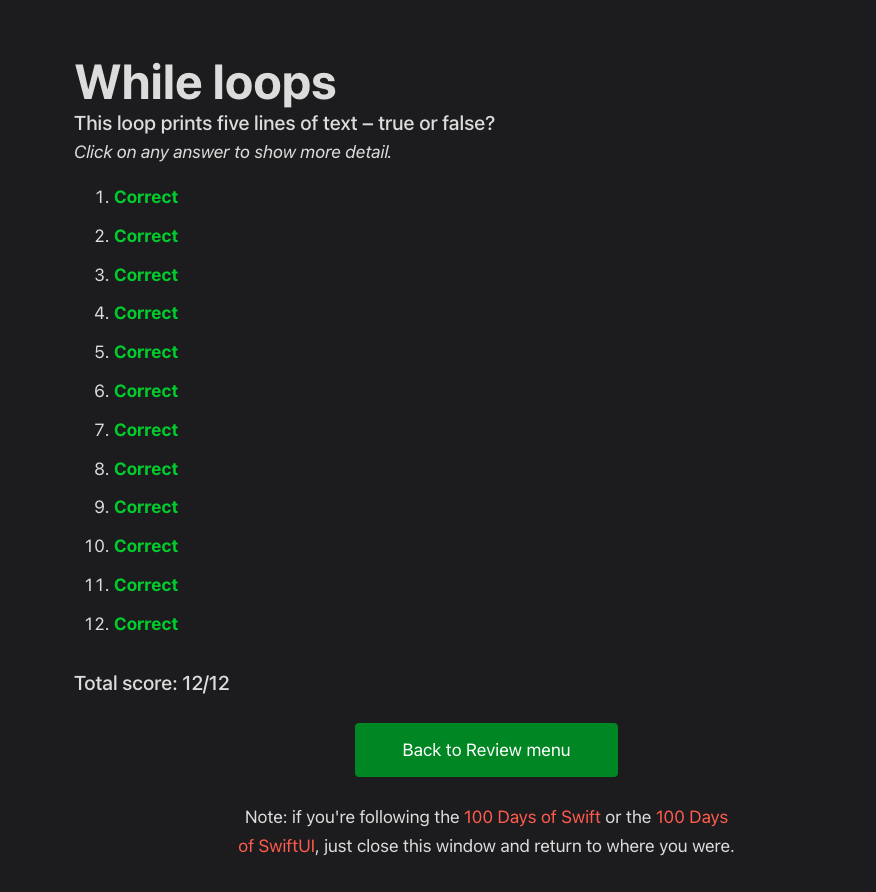 While loops
This loop prints five lines of text – true or false?
Click on any answer to show more detail.
1. Correct
2. Correct
3. Correct
4. Correct
5. Correct
6. Correct
7. Correct
8. Correct
9. Correct
10. Correct
11. Correct
12. Correct
Total score: 12/12
Back to Review menu
Note: if you're following the 100 Days of Swift or the 100 Days
of SwiftUI, just close this window and return to where you were.